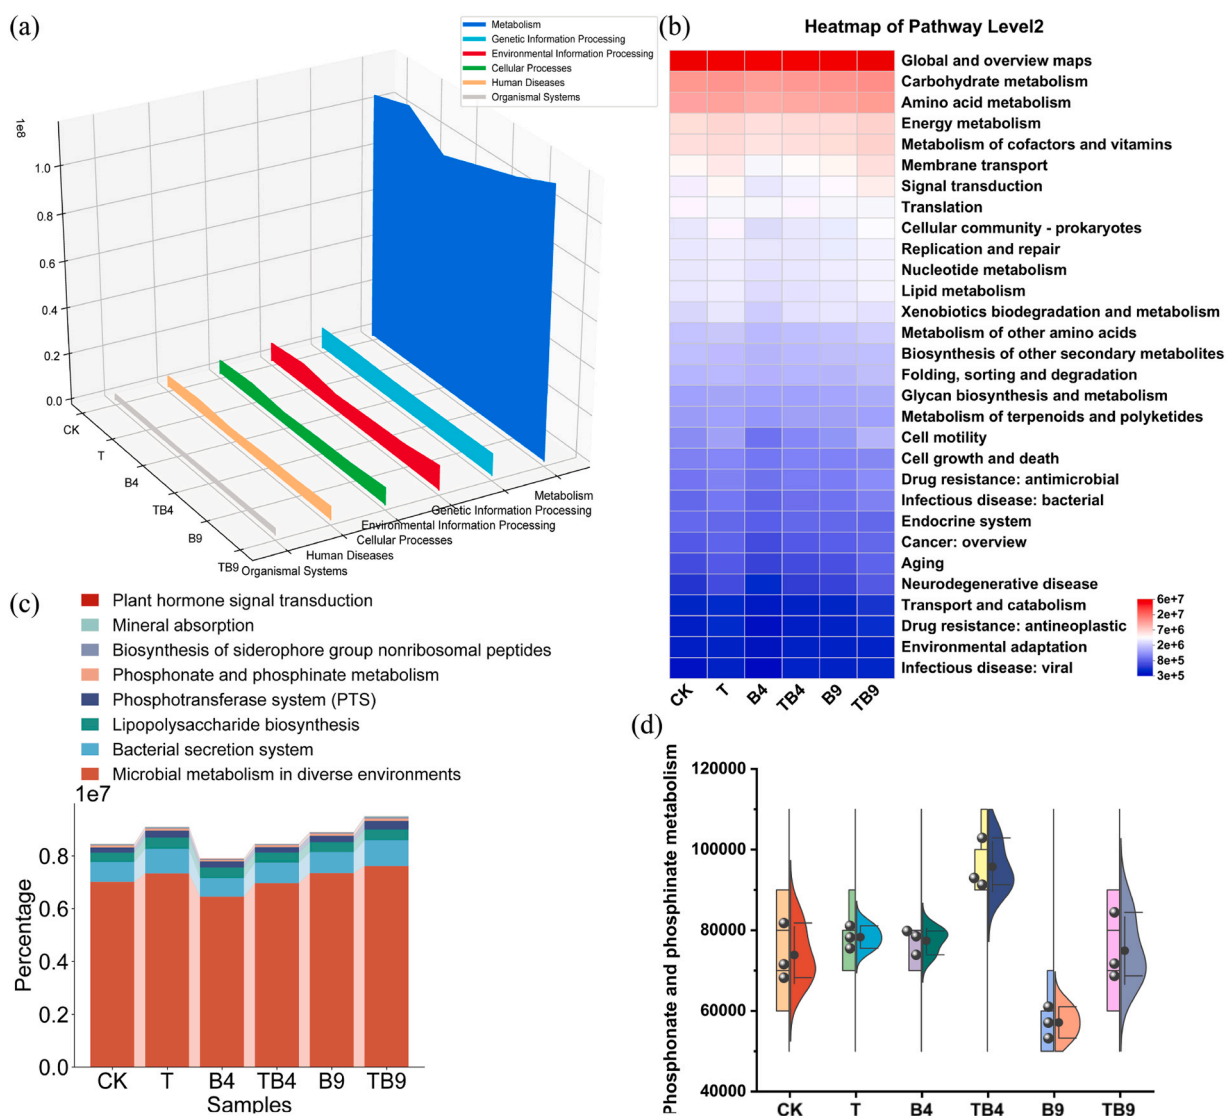 (a)
Metabolism
Genetic Information Processing
Environmental Information Processing
Cellular Processes
Human Diseases
Organismal Systems
1e8
1.0
0.8
0.6
0.4
0.2
0.0
CK
T
B4
TB4
B9
TB9
Metabolism
Genetic Information Processing
Environmental Information Processing
Cellular Processes
Human Diseases
Organismal Systems
(b)
Heatmap of Pathway Level2
Global and overview maps
Carbohydrate metabolism
Amino acid metabolism
Energy metabolism
Metabolism of cofactors and vitamins
Membrane transport
Signal transduction
Translation
Cellular community - prokaryotes
Replication and repair
Nucleotide metabolism
Lipid metabolism
Xenobiotics biodegradation and metabolism
Metabolism of other amino acids
Biosynthesis of other secondary metabolites
Folding, sorting and degradation
Glycan biosynthesis and metabolism
Metabolism of terpenoids and polyketides
Cell motility
Cell growth and death
Drug resistance: antimicrobial
Infectious disease: bacterial
Endocrine system
Cancer: overview
Aging
Neurodegenerative disease
Transport and catabolism
Drug resistance: antineoplastic
Environmental adaptation
Infectious disease: viral
6e+7
2e+7
7e+6
2e+6
8e+5
3e+5
CK T B4 TB4 B9 TB9
(c)
Plant hormone signal transduction
Mineral absorption
Biosynthesis of siderophore group nonribosomal peptides
Phosphonate and phosphinate metabolism
Phosphotransferase system (PTS)
Lipopolysaccharide biosynthesis
Bacterial secretion system
Microbial metabolism in diverse environments
1e7
0.8
0.6
0.4
0.2
0.0
Percentage
CK T B4 TB4 B9 TB9
Samples
(d)
Phosphonate and phosphinate metabolism
120000
100000
80000
60000
40000
CK T B4 TB4 B9 TB9